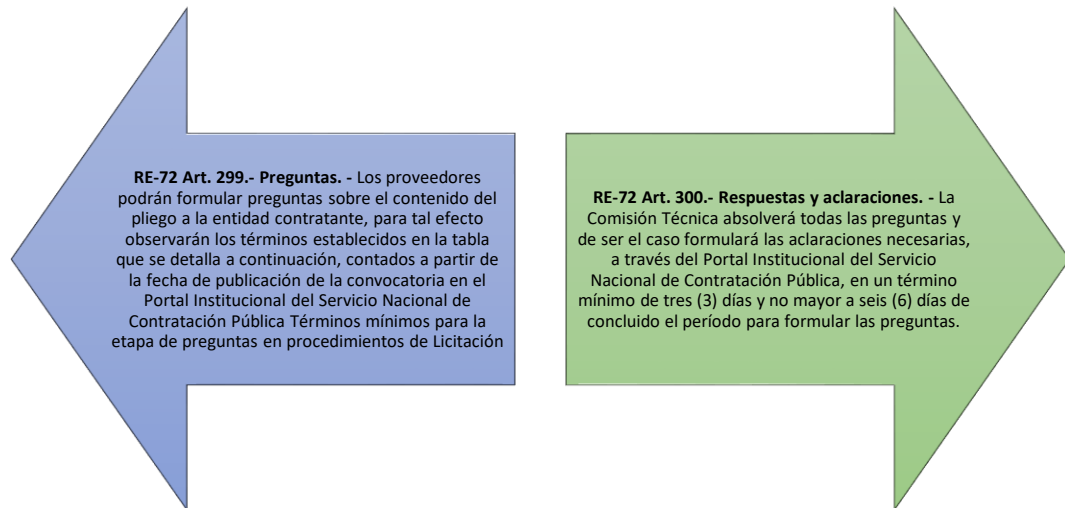 RE-72 Art. 299.- Preguntas. - Los proveedores
podrán formular preguntas sobre el contenido del
pliego a la entidad contratante, para tal efecto
observarán los términos establecidos en la tabla
que se detalla a continuación, contados a partir de
la fecha de publicación de la convocatoria en el
Portal Institucional del Servicio Nacional de
Contratación Pública Términos mínimos para la
etapa de preguntas en procedimientos de Licitación
RE-72 Art. 300.- Respuestas y aclaraciones. - La
Comisión Técnica absolverá todas las preguntas y
de ser el caso formulará las aclaraciones necesarias,
a través del Portal Institucional del Servicio
Nacional de Contratación Pública, en un término
mínimo de tres (3) días y no mayor a seis (6) días de
concluido el período para formular las preguntas.